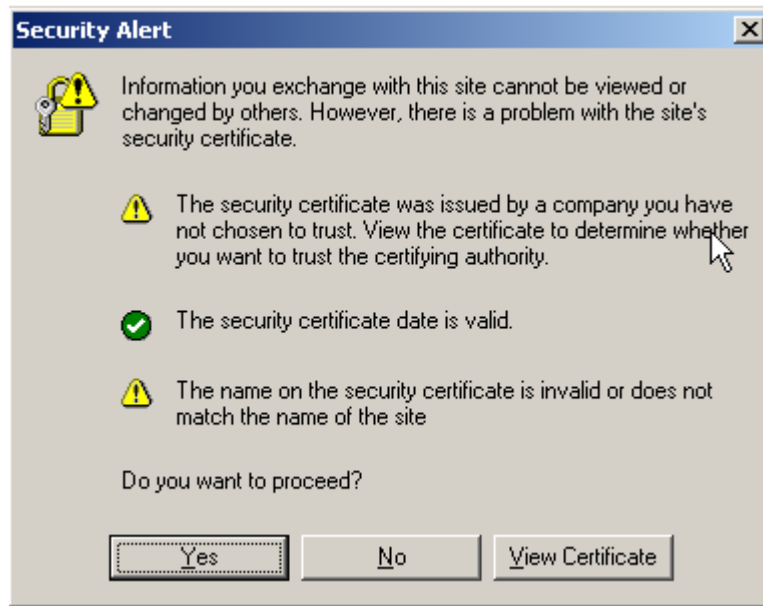 Security Alert
Information you exchange with this site cannot be viewed or
changed by others. However, there is a problem with the site's
security certificate.
The security certificate was issued by a company you have
not chosen to trust. View the certificate to determine whether
you want to trust the certifying authority.
The security certificate date is valid.
The name on the security certificate is invalid or does not
match the name of the site
Do you want to proceed?
Yes
No
View Certificate